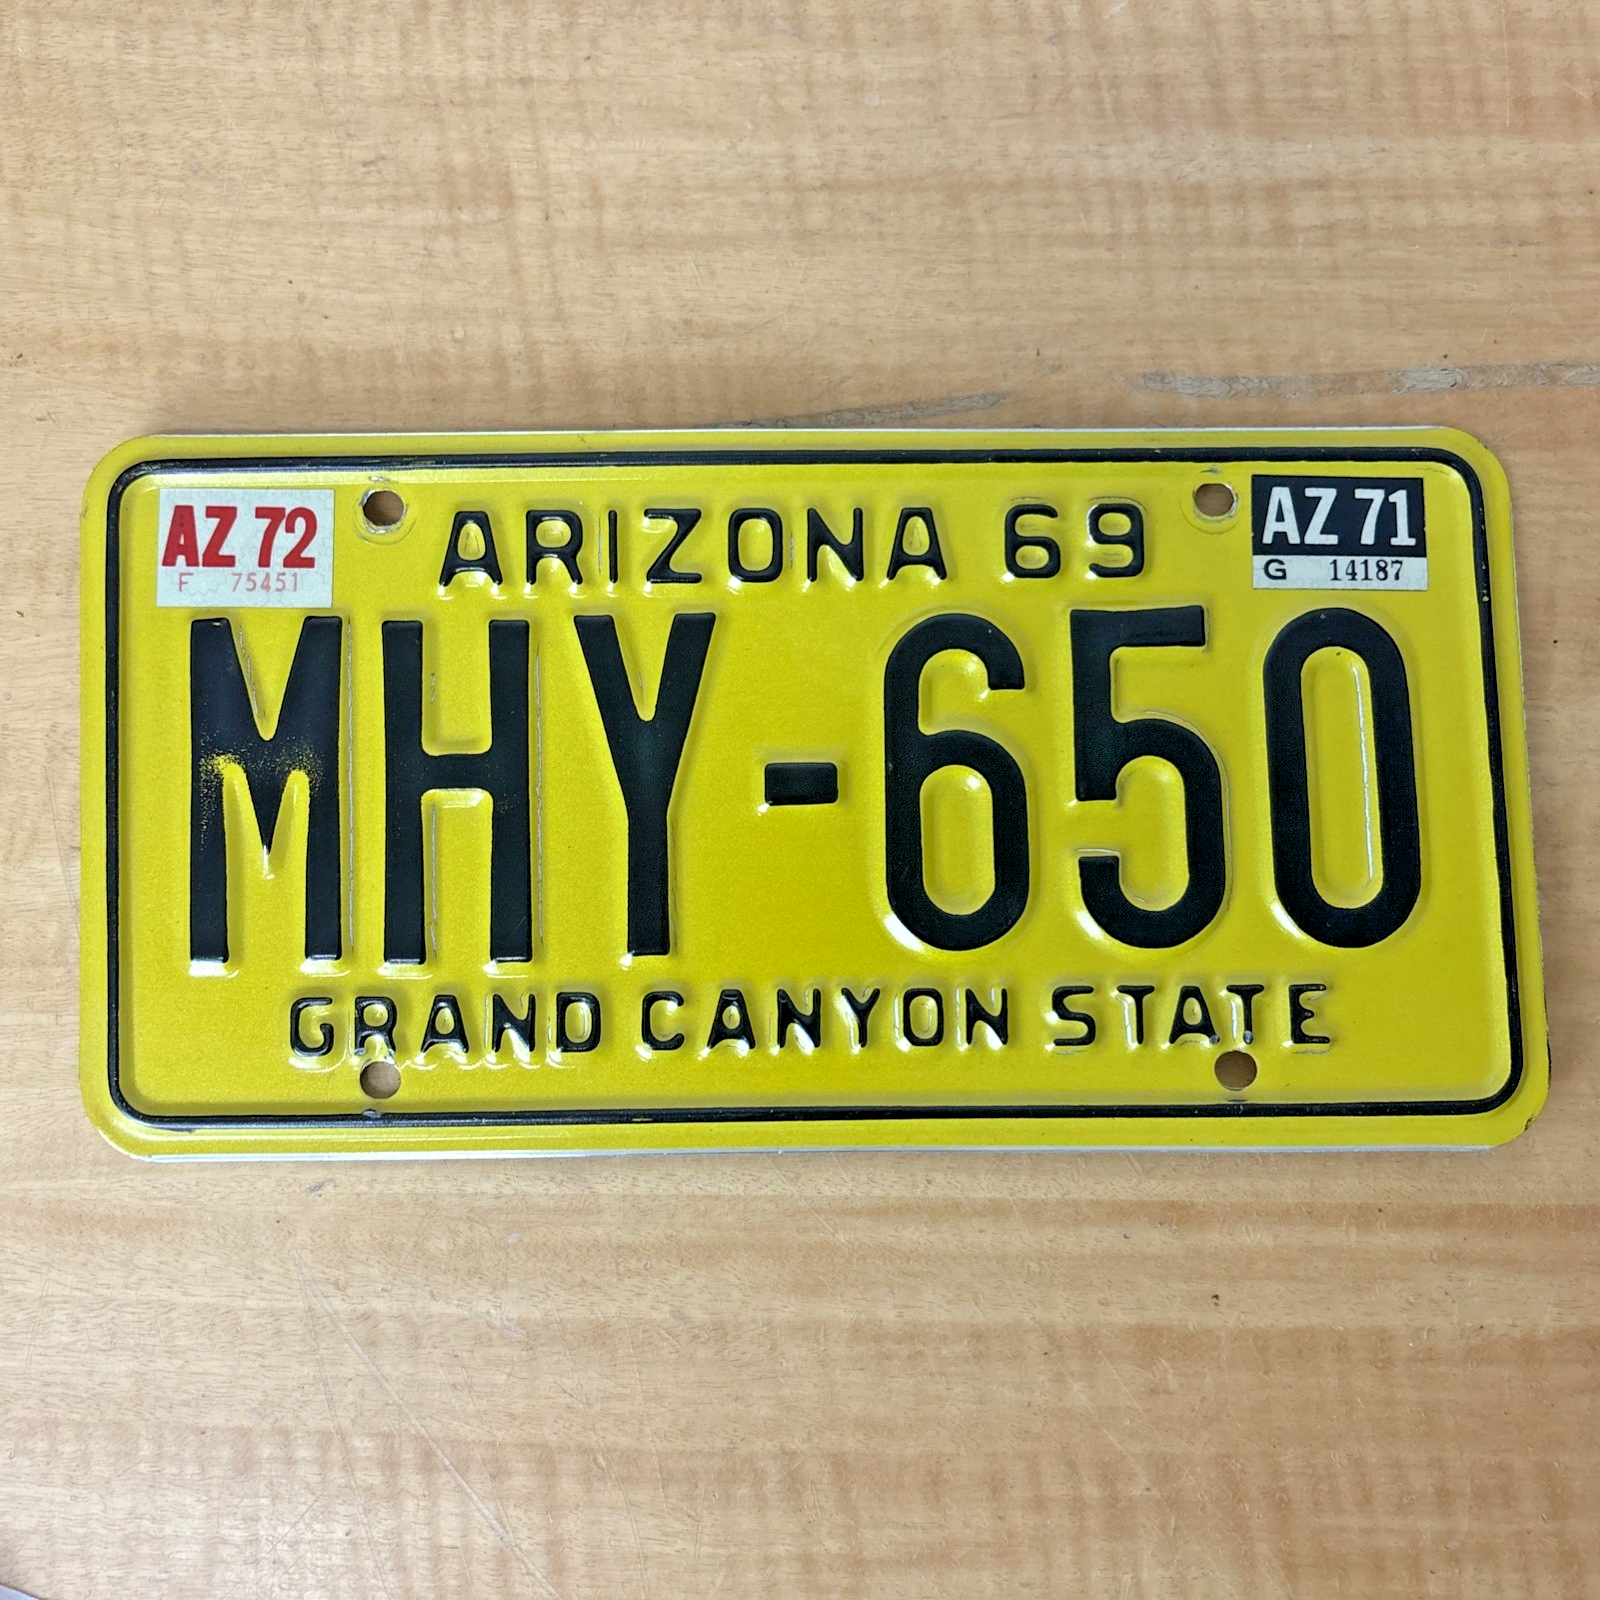 AZ 72
F 75451
ARIZONA 69
AZ 71
G 14187
MHY-650
GRAND CANYON STATE